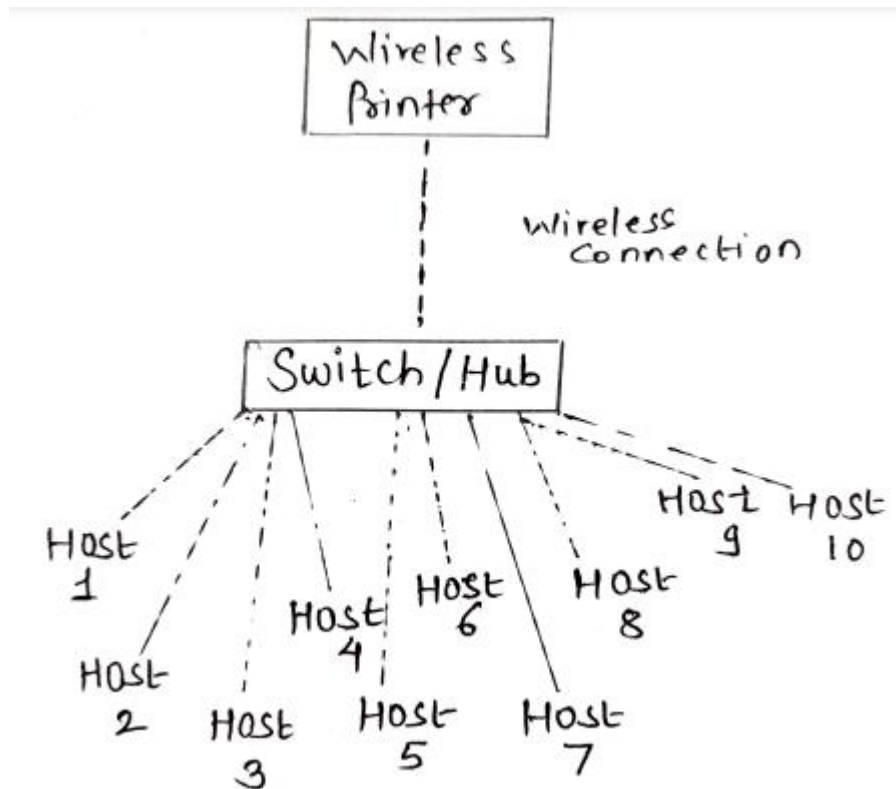 Wireless
Printer
Wireless
Connection
Switch/Hub
Host
1
Host
2
Host
3
Host
4
Host
5
Host
6
Host
7
Host
8
Host
9
Host
10